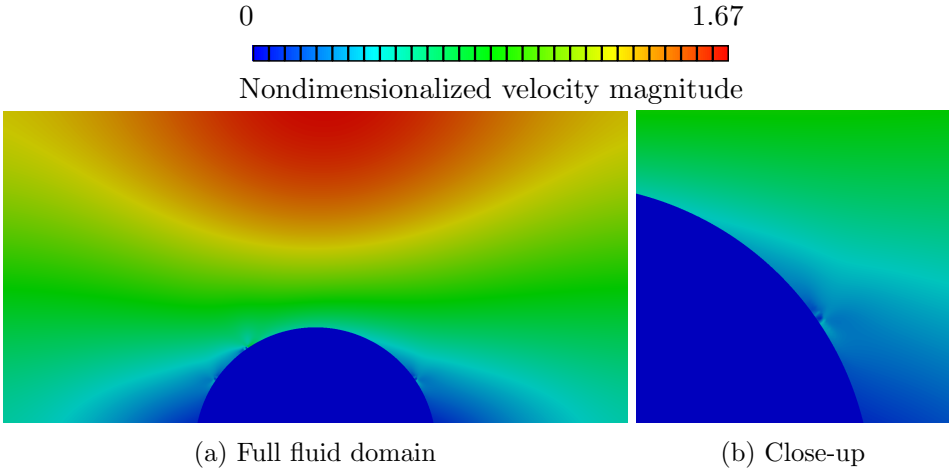 0 1.67
Nondimensionalized velocity magnitude
(a) Full fluid domain
(b) Close-up